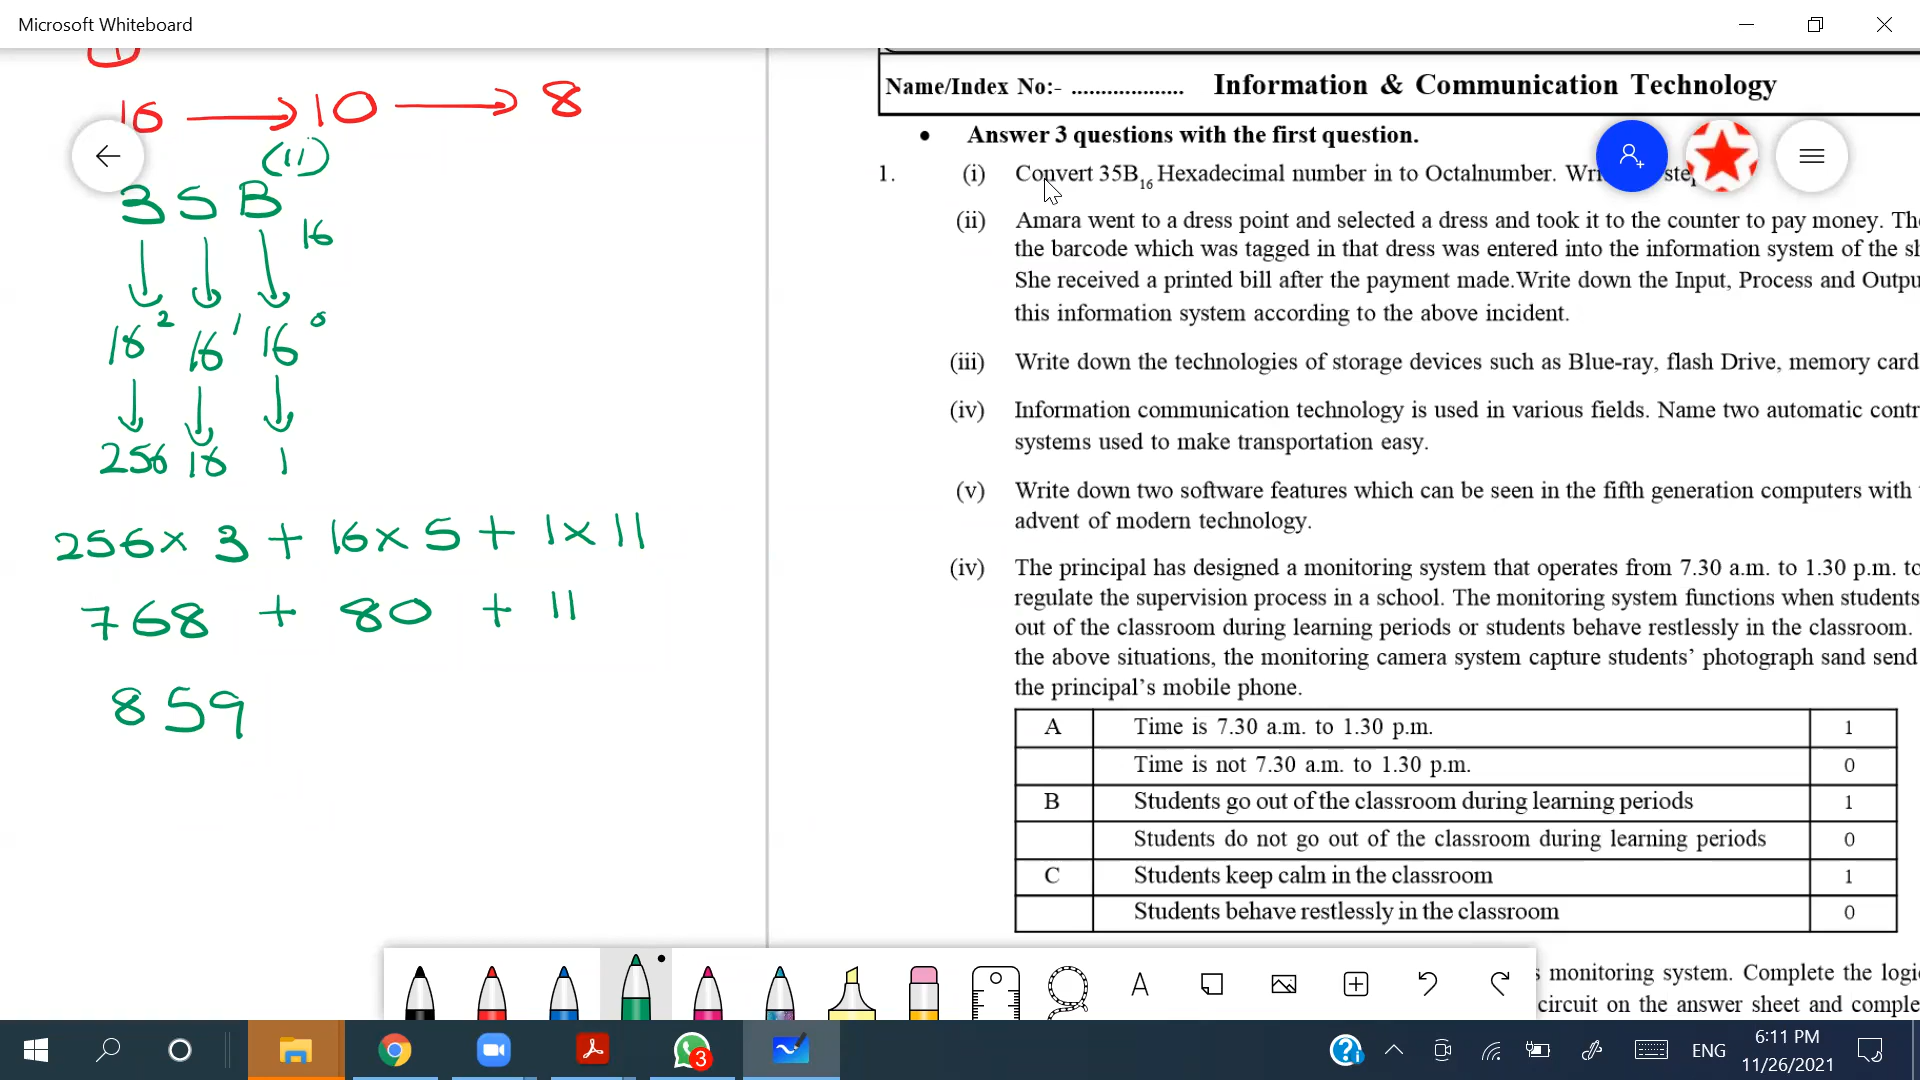 Microsoft Whiteboard
1
16 → 10 → 8
(11)
3 5 B 16
16² 16¹ 16⁰
256 16 1
256 × 3 + 16 × 5 + 1 × 11
768 + 80 + 11
859
Name/Index No:- ................... Information & Communication Technology
• Answer 3 questions with the first question.
1. (i) Convert 35B₁₆ Hexadecimal number in to Octalnumber.
(ii) Amara went to a dress point and selected a dress and took it to the counter to pay money.
the barcode which was tagged in that dress was entered into the information system of the
She received a printed bill after the payment made.Write down the Input, Process and
this information system according to the above incident.
(iii) Write down the technologies of storage devices such as Blue-ray, flash Drive, memory card
(iv) Information communication technology is used in various fields. Name two automatic
systems used to make transportation easy.
(v) Write down two software features which can be seen in the fifth generation computers with
advent of modern technology.
(iv) The principal has designed a monitoring system that operates from 7.30 a.m. to 1.30 p.m. to
regulate the supervision process in a school. The monitoring system functions when students
out of the classroom during learning periods or students behave restlessly in the classroom.
the above situations, the monitoring camera system capture students’ photograph sand send
the principal’s mobile phone.
A Time is 7.30 a.m. to 1.30 p.m. 1
Time is not 7.30 a.m. to 1.30 p.m. 0
B Students go out of the classroom during learning periods 1
Students do not go out of the classroom during learning periods 0
C Students keep calm in the classroom 1
Students behave restlessly in the classroom 0
monitoring system. Complete the
circuit on the answer sheet and
3
ENG
6:11 PM
11/26/2021